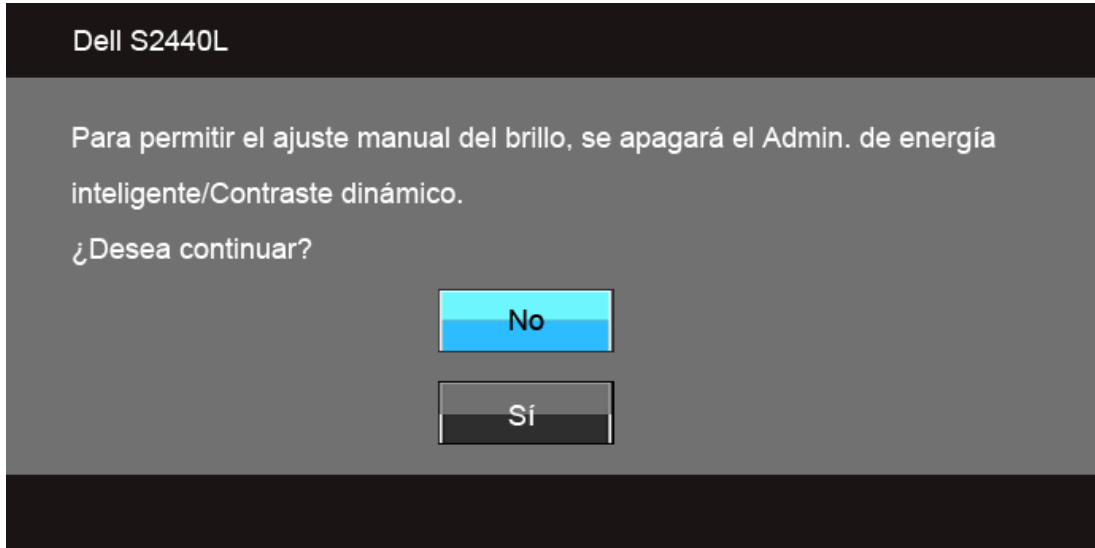 Dell S2440L
Para permitir el ajuste manual del brillo, se apagará el Admin. de energía
inteligente/Contraste dinámico.
¿Desea continuar?
No
Sí